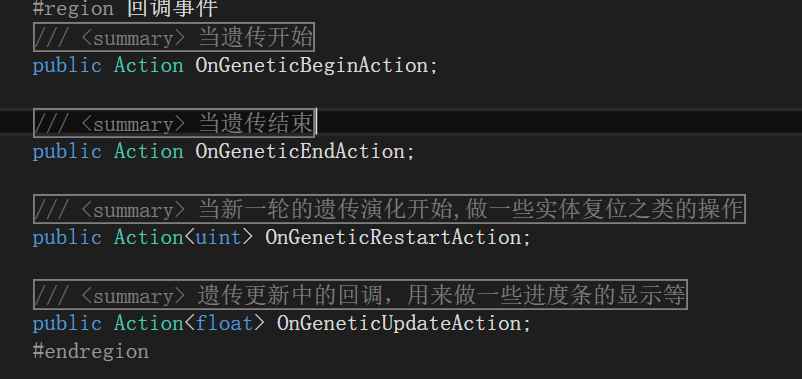 #region 回调事件
/// <summary> 当遗传开始
public Action OnGeneticBeginAction;
/// <summary> 当遗传结束
public Action OnGeneticEndAction;
/// <summary> 当新一轮的遗传演化开始,做一些实体复位之类的操作
public Action<uint> OnGeneticRestartAction;
/// <summary> 遗传更新中的回调，用来做一些进度条的显示等
public Action<float> OnGeneticUpdateAction;
#endregion